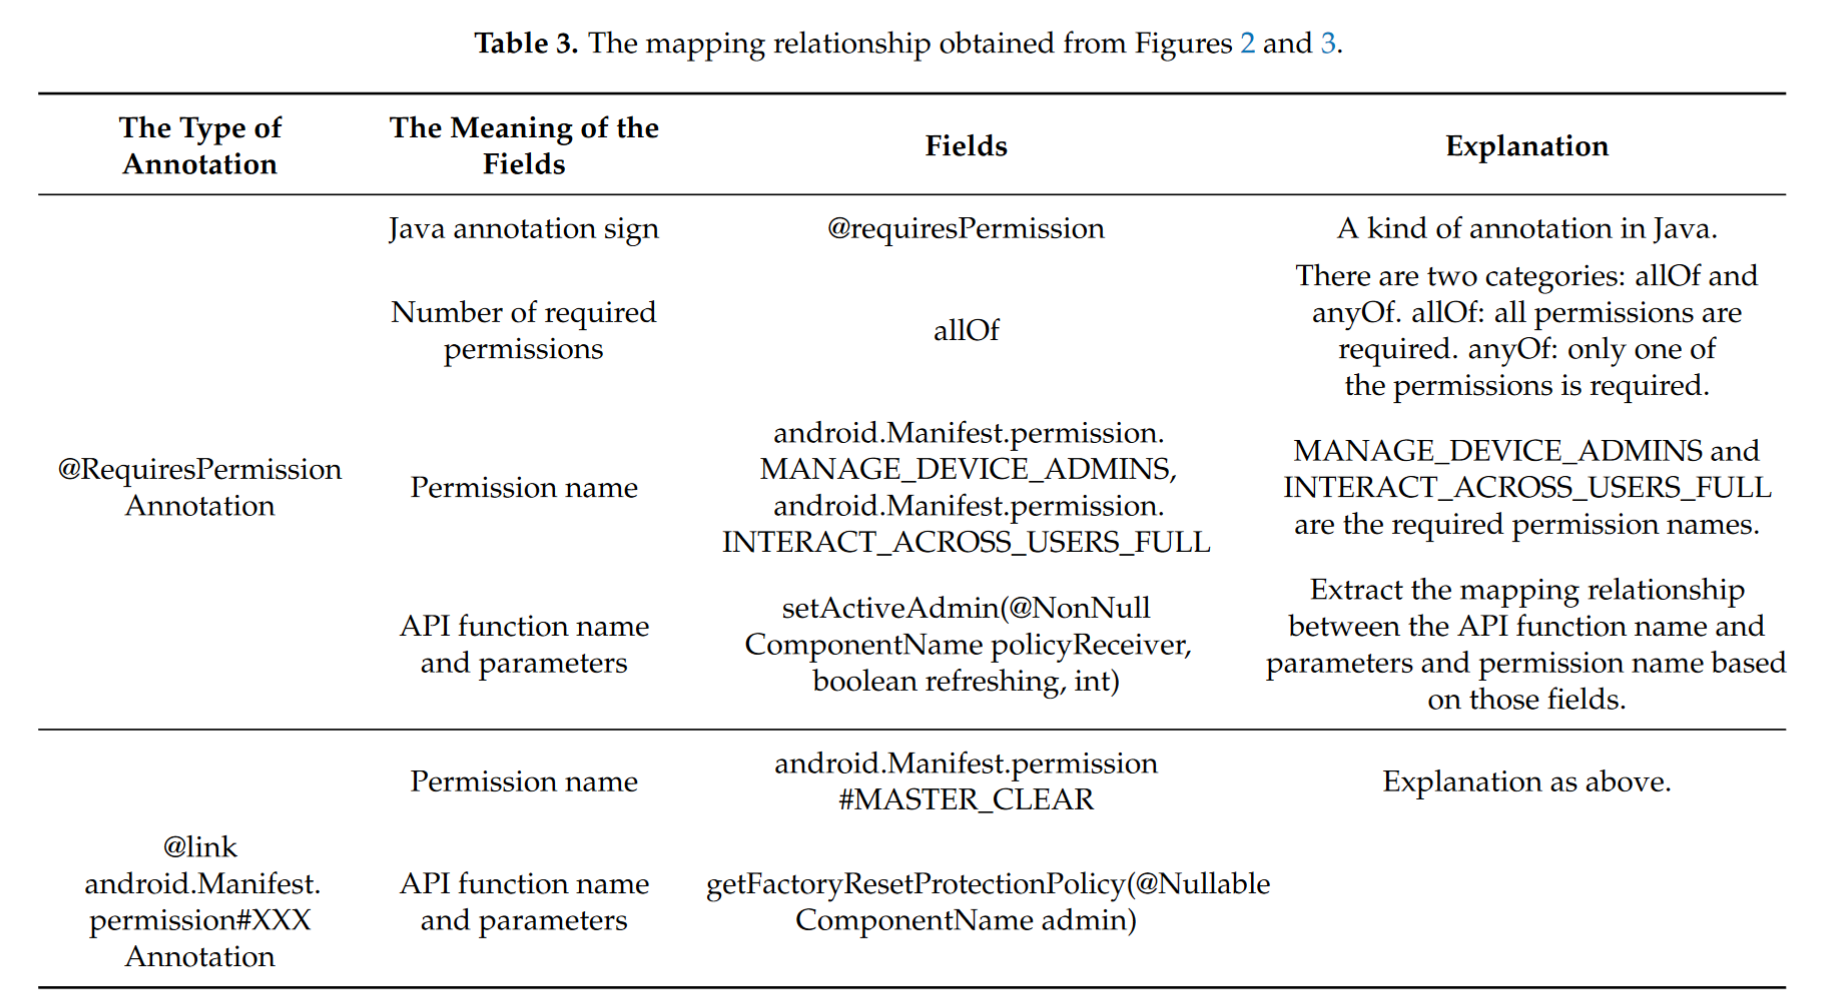 Table 3. The mapping relationship obtained from Figures 2 and 3.
The Type of
Annotation
The Meaning of the
Fields
Fields
Explanation
@RequiresPermission
Annotation
Java annotation sign
@requiresPermission
A kind of annotation in Java.
Number of required
permissions
allOf
There are two categories: allOf and
anyOf. allOf: all permissions are
required. anyOf: only one of
the permissions is required.
Permission name
android.Manifest.permission.
MANAGE_DEVICE_ADMINS,
android.Manifest.permission.
INTERACT_ACROSS_USERS_FULL
MANAGE_DEVICE_ADMINS and
INTERACT_ACROSS_USERS_FULL
are the required permission names.
API function name
and parameters
setActiveAdmin(@NonNull
ComponentName policyReceiver,
boolean refreshing, int)
Extract the mapping relationship
between the API function name and
parameters and permission name based
on those fields.
@link
android.Manifest.
permission#XXX
Annotation
Permission name
android.Manifest.permission
#MASTER_CLEAR
Explanation as above.
API function name
and parameters
getFactoryResetProtectionPolicy(@Nullable
ComponentName admin)